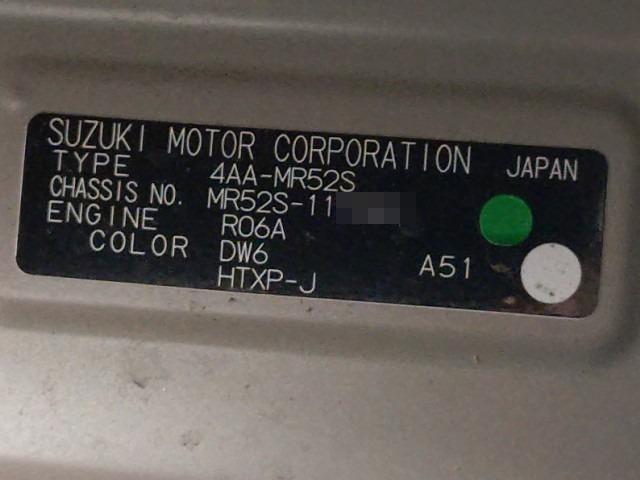 SUZUKI MOTOR CORPORATION JAPAN
TYPE 4AA-MR52S
CHASSIS NO. MR52S-11
ENGINE R06A
COLOR DW6 A51
HTXP-J